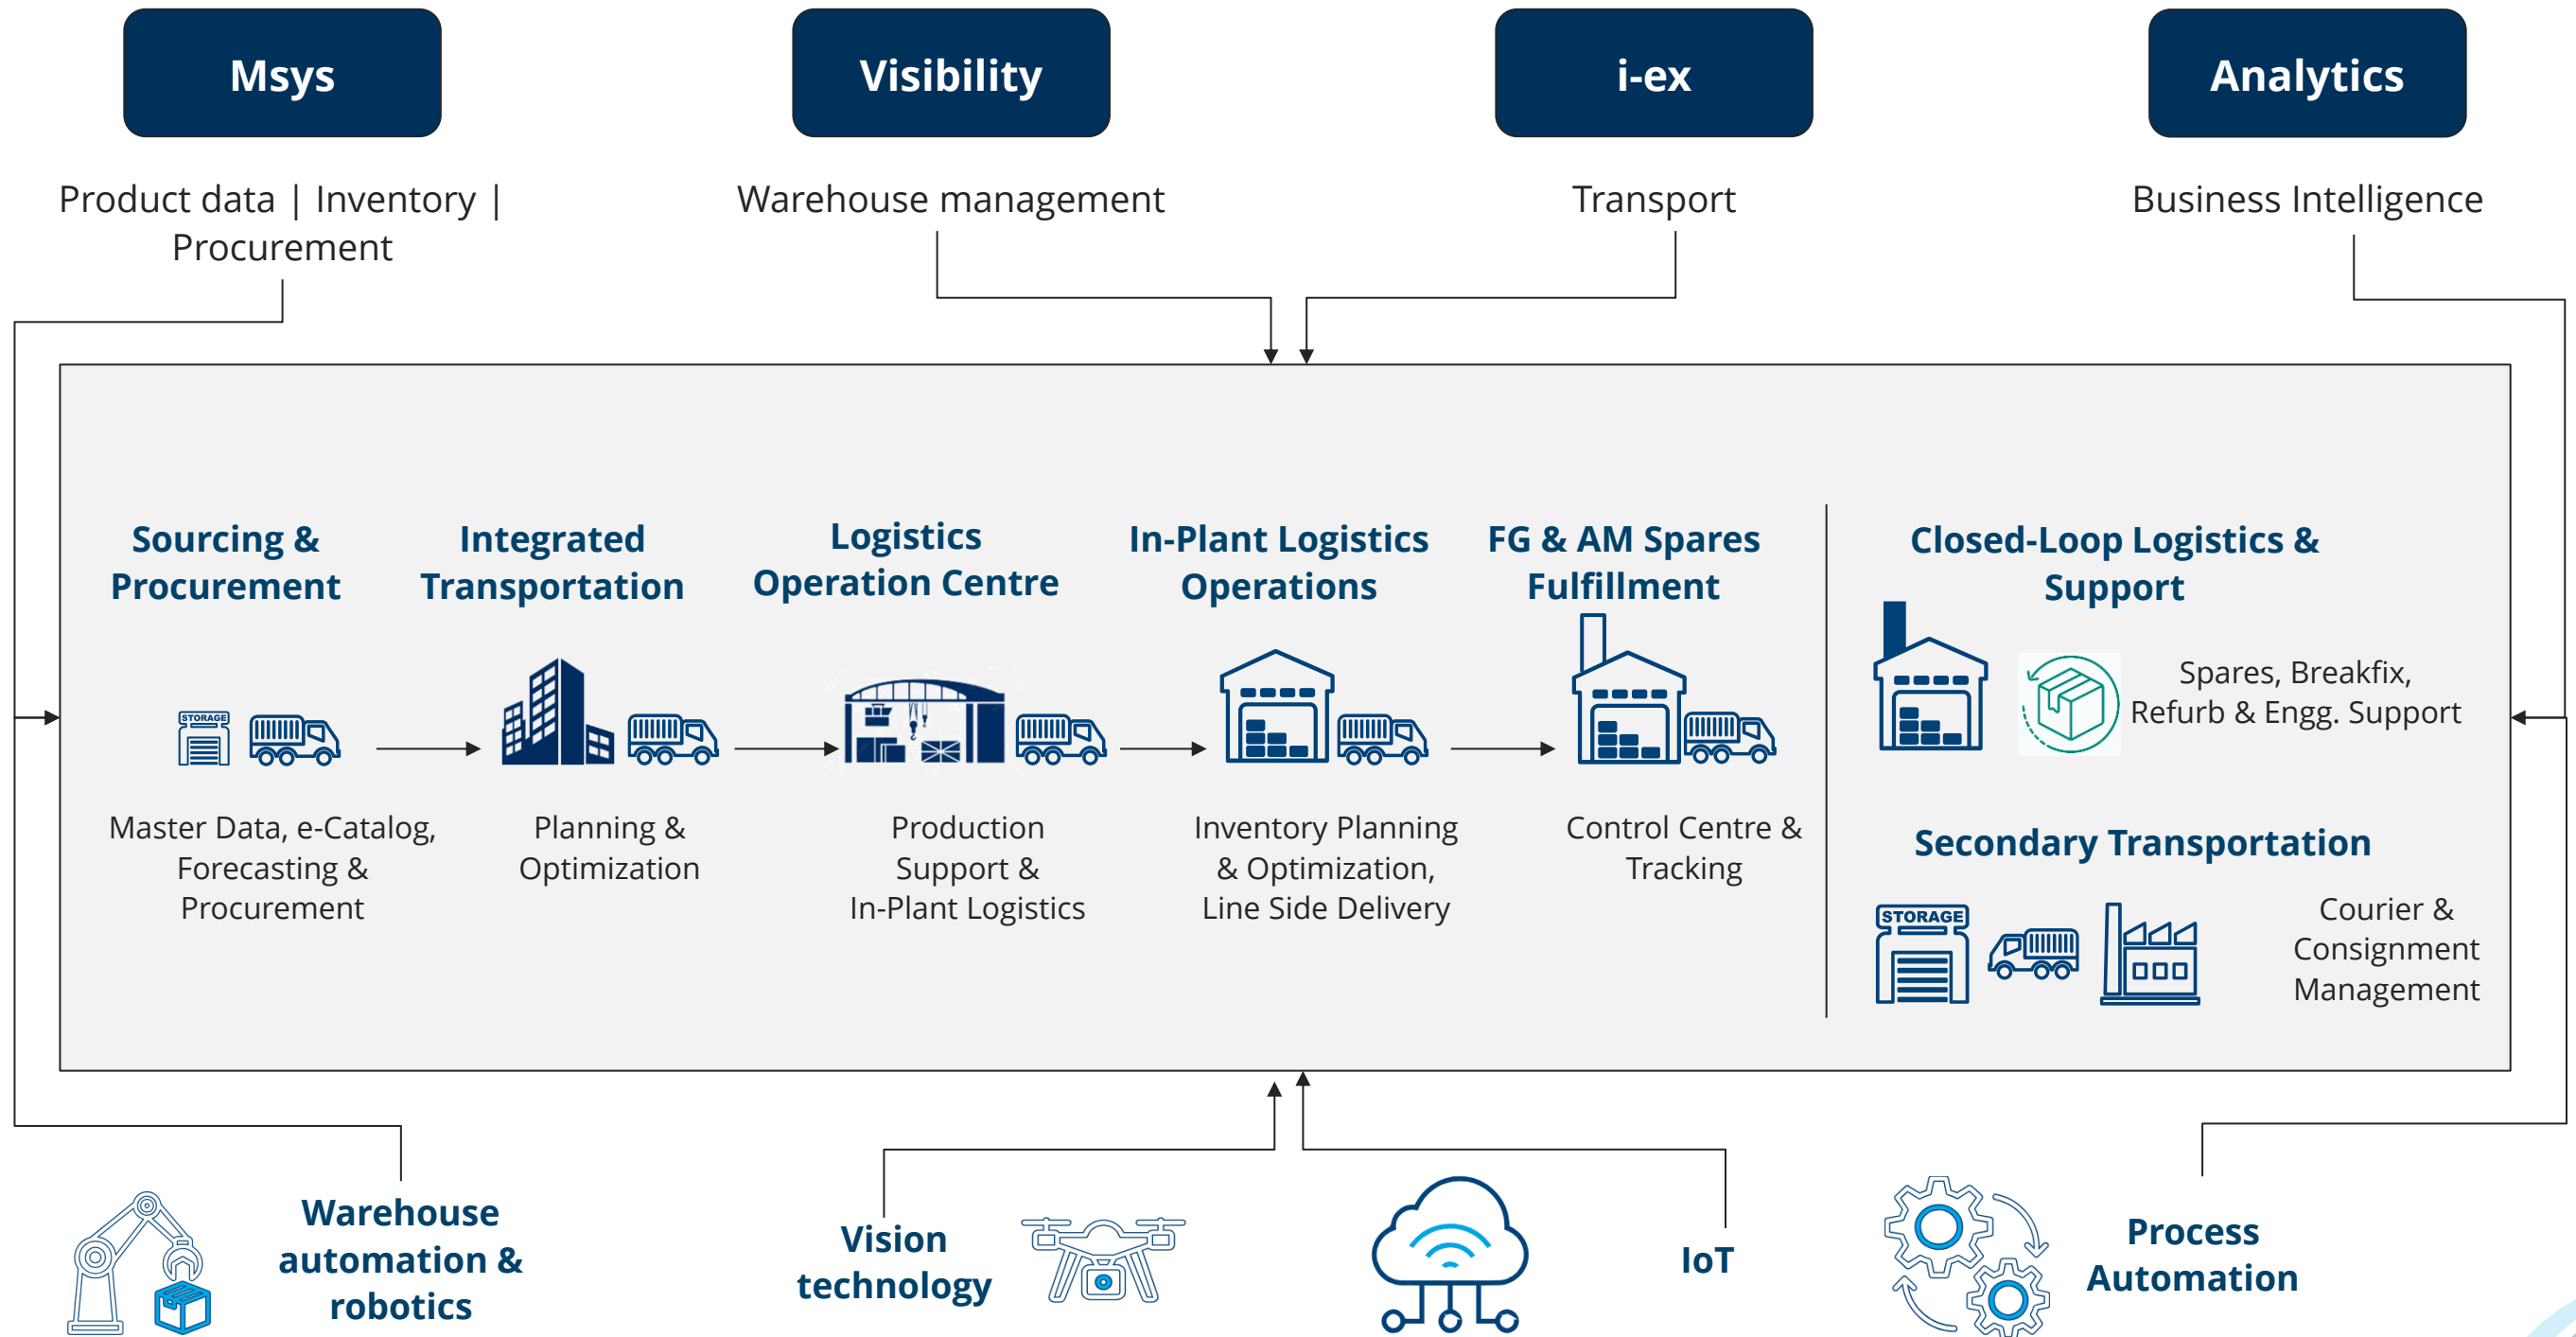 Msys
Visibility
i-ex
Analytics
Product data | Inventory |
Procurement
Warehouse management
Transport
Business Intelligence
Sourcing &
Procurement
Integrated
Transportation
Logistics
Operation Centre
In-Plant Logistics
Operations
FG & AM Spares
Fulfillment
Closed-Loop Logistics &
Support
STORAGE
Spares, Breakfix,
Refurb & Engg. Support
Master Data, e-Catalog,
Forecasting &
Procurement
Planning &
Optimization
Production
Support &
In-Plant Logistics
Inventory Planning
& Optimization,
Line Side Delivery
Control Centre &
Tracking
Secondary Transportation
STORAGE
Courier &
Consignment
Management
Warehouse
automation &
robotics
Vision
technology
IoT
Process
Automation